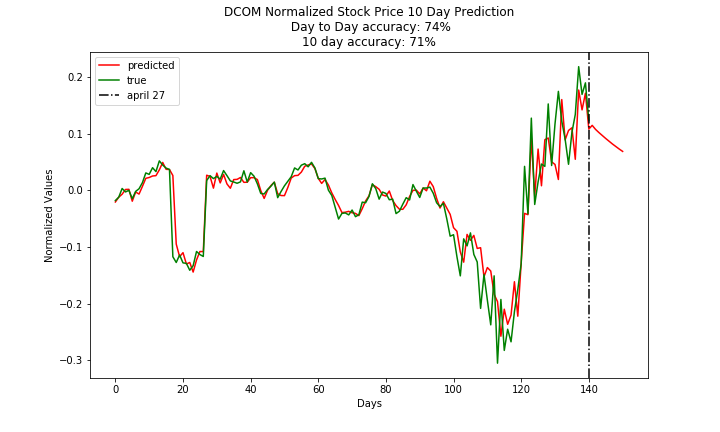 DCOM Normalized Stock Price 10 Day Prediction
Day to Day accuracy: 74%
10 day accuracy: 71%
predicted
true
april 27
Normalized Values
0.2
0.1
0.0
−0.1
−0.2
−0.3
0 20 40 60 80 100 120 140
Days